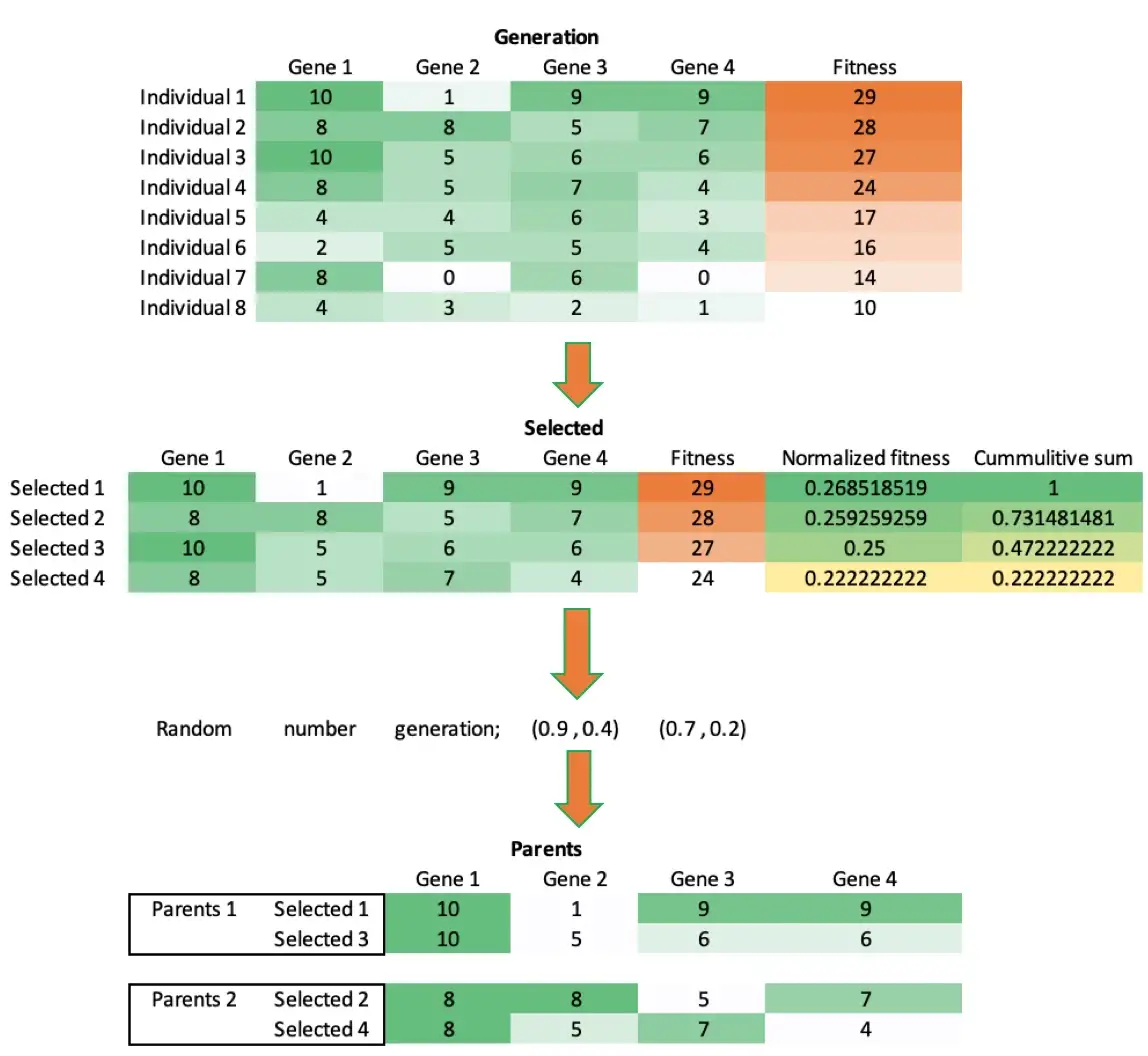 Generation
Gene 1 Gene 2 Gene 3 Gene 4 Fitness
Individual 1 10 1 9 9 29
Individual 2 8 8 5 7 28
Individual 3 10 5 6 6 27
Individual 4 8 5 7 4 24
Individual 5 4 4 6 3 17
Individual 6 2 5 5 4 16
Individual 7 8 0 6 0 14
Individual 8 4 3 2 1 10
Selected
Gene 1 Gene 2 Gene 3 Gene 4 Fitness Normalized fitness Cummulitive sum
Selected 1 10 1 9 9 29 0.268518519 1
Selected 2 8 8 5 7 28 0.259259259 0.731481481
Selected 3 10 5 6 6 27 0.25 0.472222222
Selected 4 8 5 7 4 24 0.222222222 0.222222222
Random number generation; (0.9 , 0.4) (0.7 , 0.2)
Parents
Gene 1 Gene 2 Gene 3 Gene 4
Parents 1 Selected 1 10 1 9 9
Selected 3 10 5 6 6
Parents 2 Selected 2 8 8 5 7
Selected 4 8 5 7 4